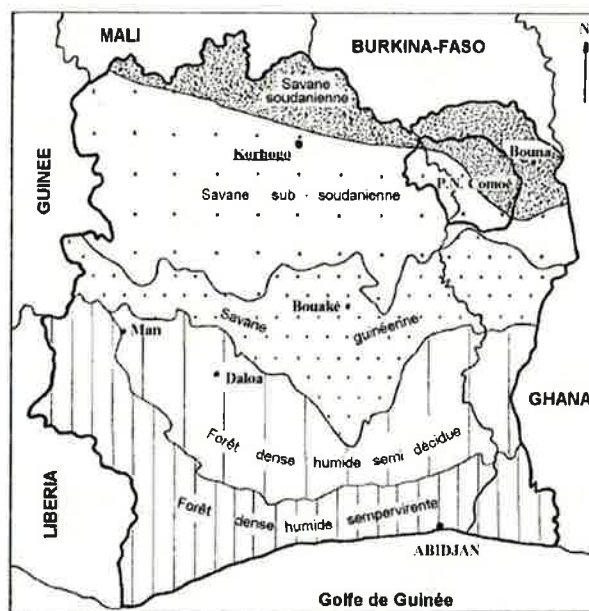 MALI
BURKINA-FASO
N
Savane
soudanienne
Korhogo
Bouna
P.N. Comoé
GUINEE
Savane sub - soudanienne
Bouaké
Savane guinéenne
Man
Daloa
GHANA
Forêt dense humide semi décidue
LIBERIA
Forêt dense humide sempervirente
ABIDJAN
Golfe de Guinée